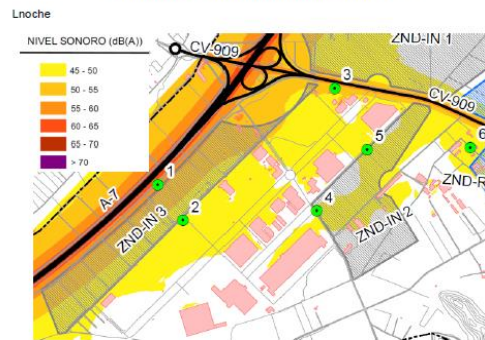 Lnoche
NIVEL SONORO (dB(A))
45 - 50
50 - 55
55 - 60
60 - 65
65 - 70
> 70
CV-909
ZND-IN 1
3
CV-909
5
6
1
A-7
ZND-R
2
4
ZND-IN 3
ZND-IN 2